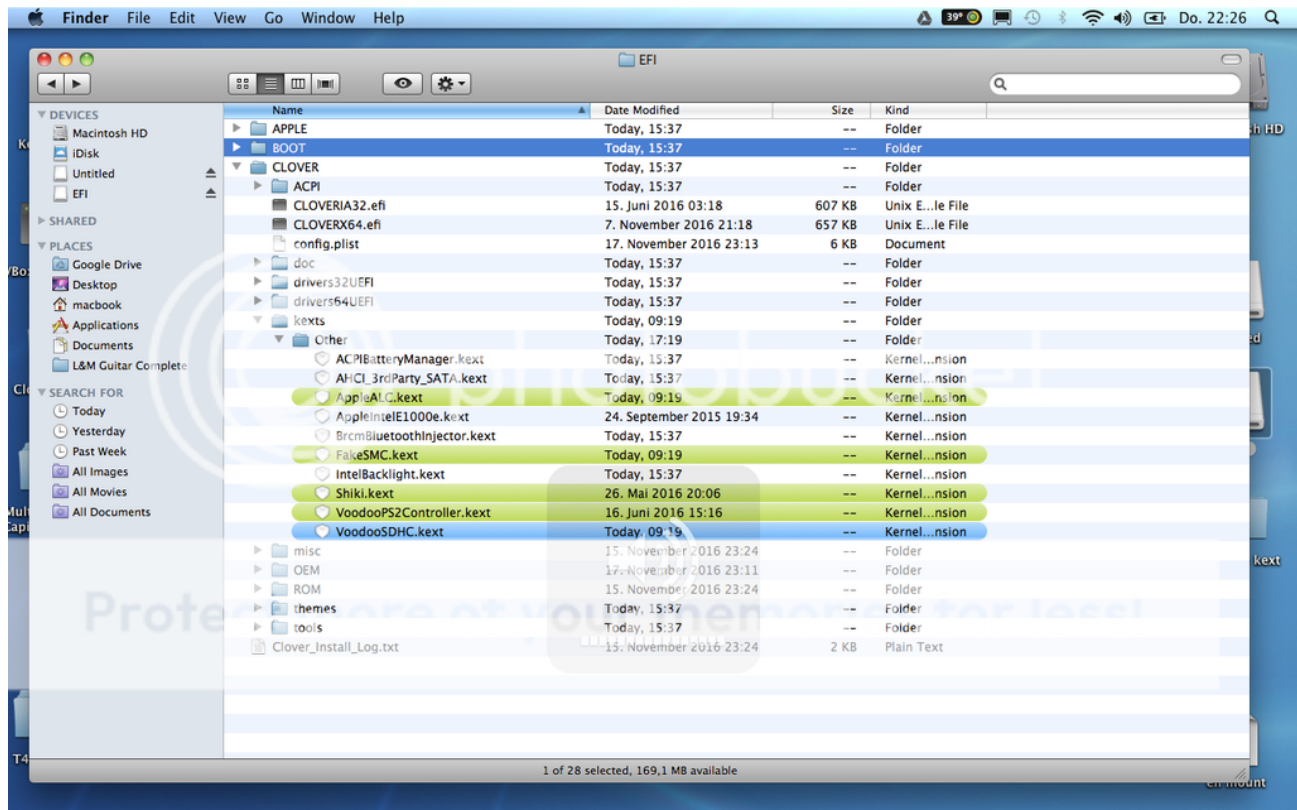 Finder File Edit View Go Window Help 39° Do. 22:26
EFI
DEVICES
Macintosh HD
iDisk
Untitled
EFI
SHARED
PLACES
Google Drive
Desktop
macbook
Applications
Documents
L&M Guitar Complete
SEARCH FOR
Today
Yesterday
Past Week
All Images
All Movies
All Documents
Name Date Modified Size Kind
APPLE Today, 15:37 -- Folder
BOOT Today, 15:37 -- Folder
CLOVER Today, 15:37 -- Folder
ACPI Today, 15:37 -- Folder
CLOVERIA32.efi 15. Juni 2016 03:18 607 KB Unix E...le File
CLOVERX64.efi 7. November 2016 21:18 657 KB Unix E...le File
config.plist 17. November 2016 23:13 6 KB Document
doc Today, 15:37 -- Folder
drivers32UEFI Today, 15:37 -- Folder
drivers64UEFI Today, 15:37 -- Folder
kexts Today, 09:19 -- Folder
Other Today, 17:19 -- Folder
ACPIBatteryManager.kext Today, 15:37 -- Kernel...nsion
AHCI_3rdParty_SATA.kext Today, 15:37 -- Kernel...nsion
AppleALC.kext Today, 09:19 -- Kernel...nsion
AppleIntelE1000e.kext 24. September 2015 19:34 -- Kernel...nsion
BrcmBluetoothInjector.kext Today, 15:37 -- Kernel...nsion
FakeSMC.kext Today, 09:19 -- Kernel...nsion
IntelBacklight.kext Today, 15:37 -- Kernel...nsion
Shiki.kext 26. Mai 2016 20:06 -- Kernel...nsion
VoodooPS2Controller.kext 16. Juni 2016 15:16 -- Kernel...nsion
VoodooSDHC.kext Today, 09:19 -- Kernel...nsion
misc 15. November 2016 23:24 -- Folder
OEM 17. November 2016 23:11 -- Folder
ROM 15. November 2016 23:24 -- Folder
themes Today, 15:37 -- Folder
tools Today, 15:37 -- Folder
Clover_Install_Log.txt 15. November 2016 23:24 2 KB Plain Text
1 of 28 selected, 169,1 MB available
photobucket
Protect more of your memories for less!
h HD
kext
T4